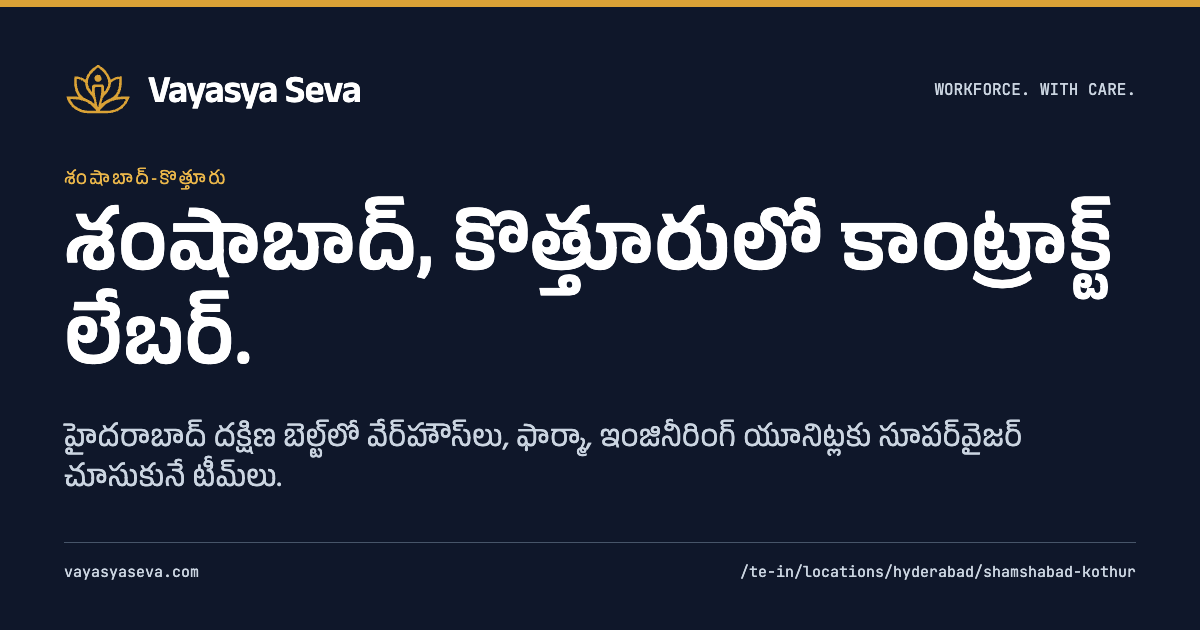 Vayasya Seva
WORKFORCE. WITH CARE.
శంషాబాద్-కొత్తూరు
శంషాబాద్, కొత్తూరులో కాంట్రాక్ట్
లేబర్.
హైదరాబాద్ దక్షిణ బెల్ట్‌లో వేర్‌హౌస్‌లు, ఫార్మా, ఇంజినీరింగ్ యూనిట్లకు సూపర్‌వైజర్
చూసుకునే టీమ్‌లు.
vayasyaseva.com
/te-in/locations/hyderabad/shamshabad-kothur